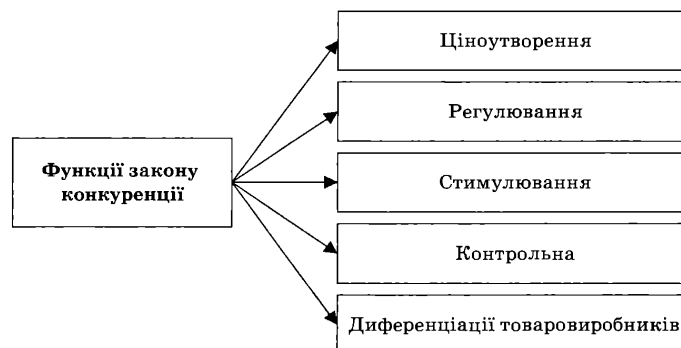 Ціноутворення
Регулювання
Функції закону
конкуренції
Стимулювання
Контрольна
Диференціації товаровиробників